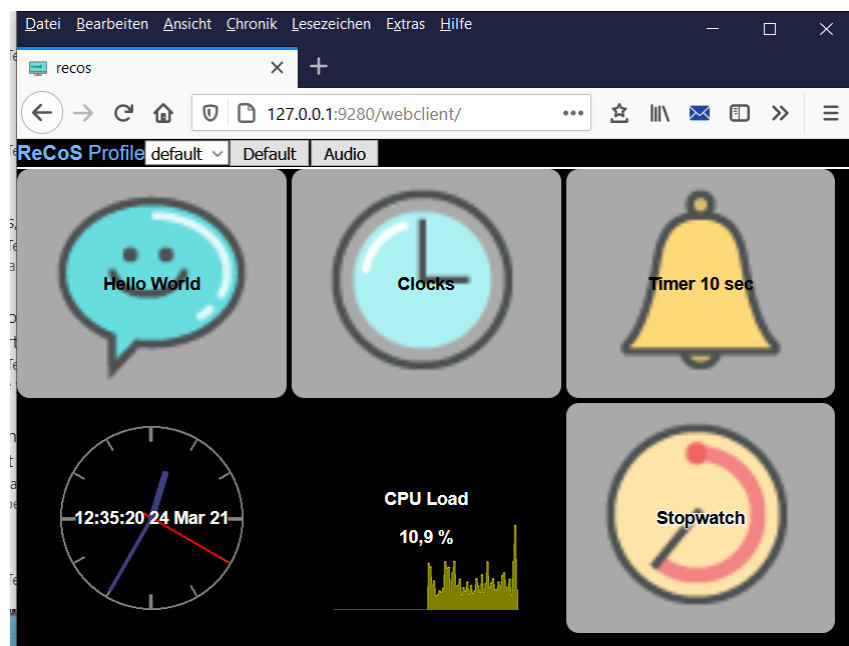 Datei Bearbeiten Ansicht Chronik Lesezeichen Extras Hilfe
recos
127.0.0.1:9280/webclient/
ReCoS Profile default Default Audio
Hello World
Clocks
Timer 10 sec
12:35:20 24 Mar 21
CPU Load
10,9 %
Stopwatch